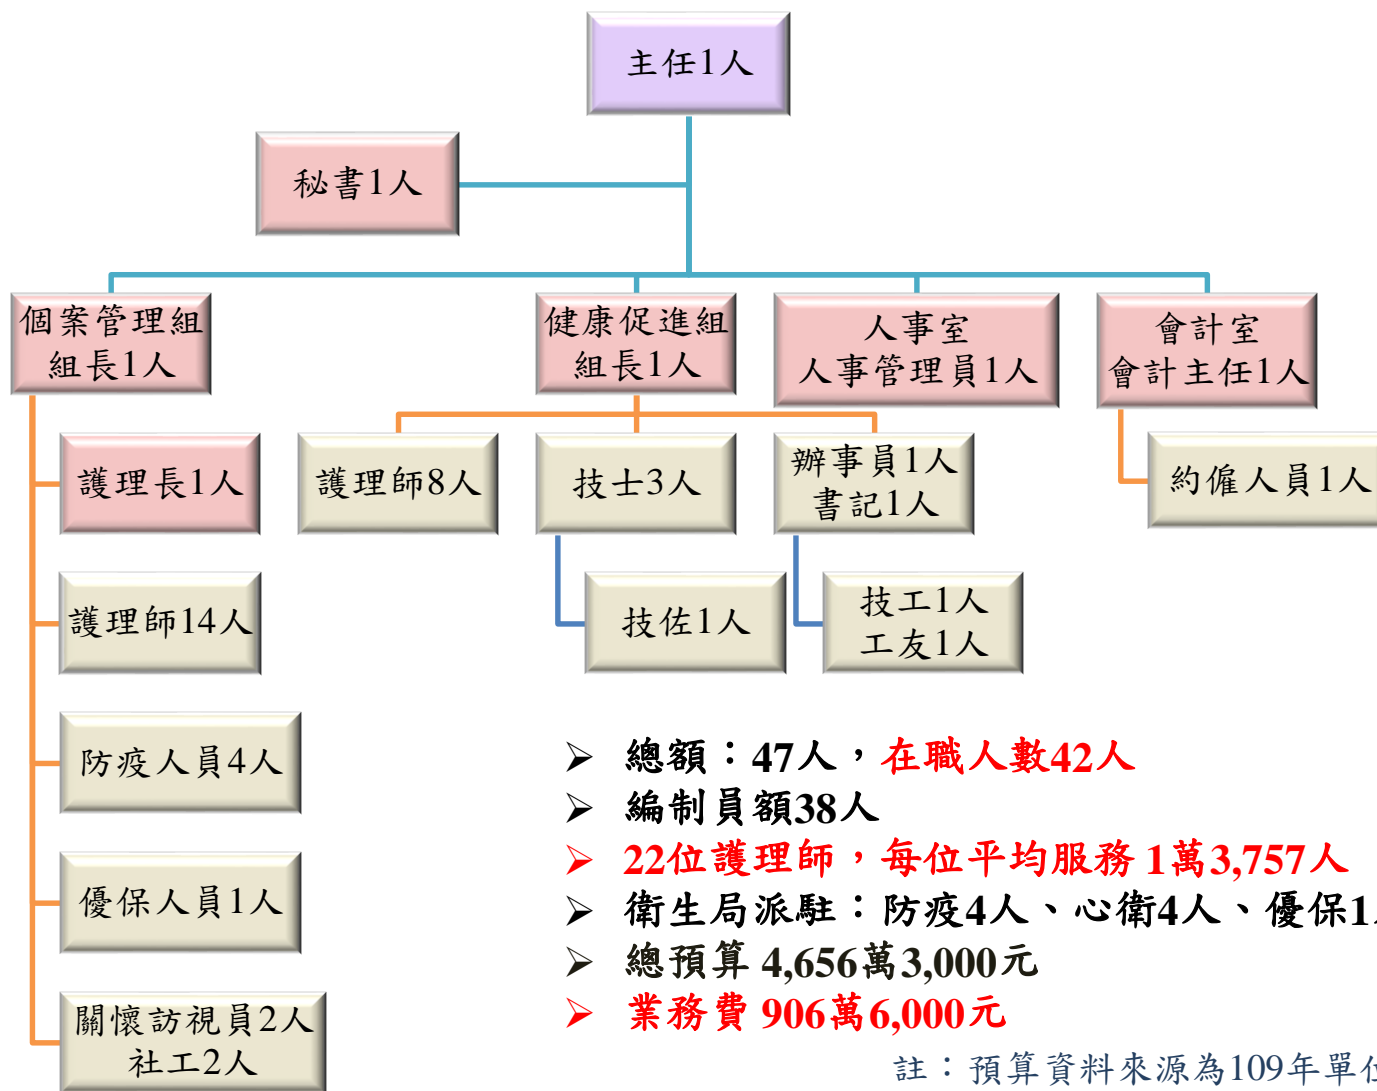 主任1人
秘書1人
個案管理組
組長1人
健康促進組
組長1人
人事室
人事管理員1人
會計室
會計主任1人
護理長1人
護理師8人
技士3人
辦事員1人
書記1人
約僱人員1人
護理師14人
技佐1人
技工1人
工友1人
防疫人員4人
優保人員1人
關懷訪視員2人
社工2人
➢ 總額：47人，在職人數42人
➢ 編制員額38人
➢ 22位護理師，每位平均服務 1萬3,757人
➢ 衛生局派駐：防疫4人、心衛4人、優保1
➢ 總預算 4,656萬3,000元
➢ 業務費 906萬6,000元
註：預算資料來源為109年單位